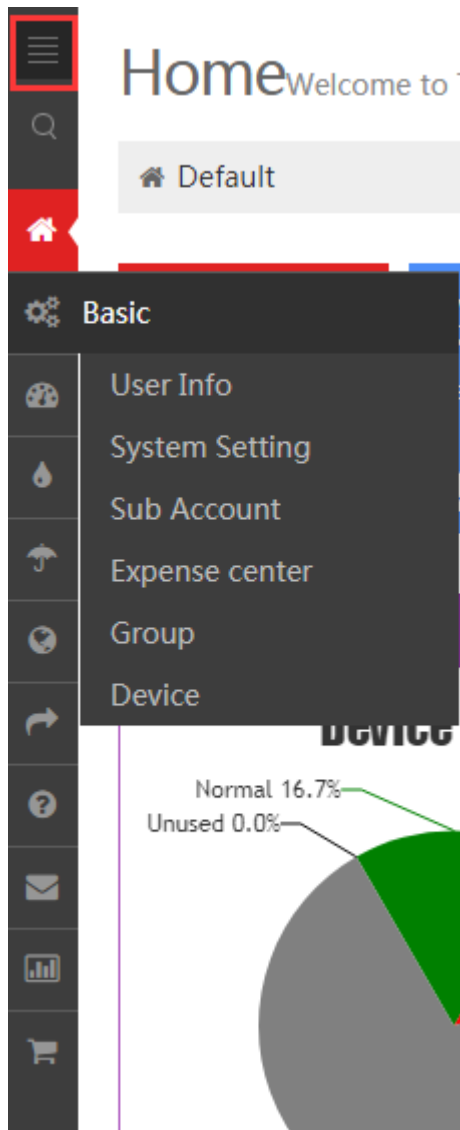 Home Welcome to
Default
Basic
User Info
System Setting
Sub Account
Expense center
Group
Device
Device
Normal 16.7%
Unused 0.0%